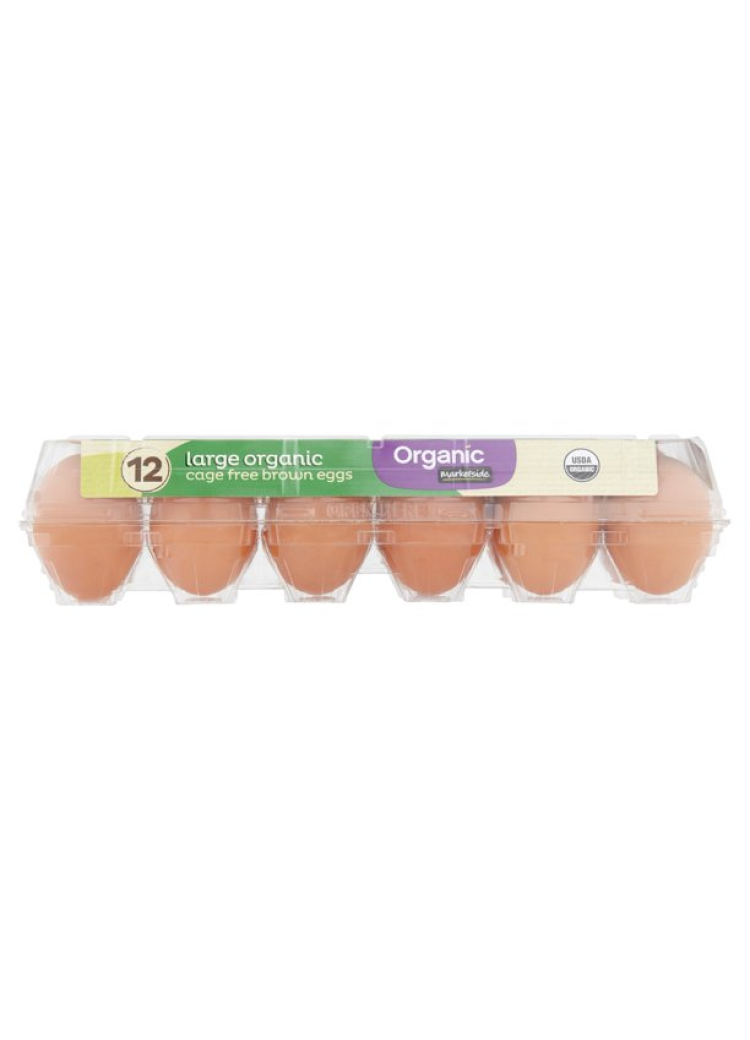 12
large organic
cage free brown eggs
Organic
marketside
USDA
ORGANIC